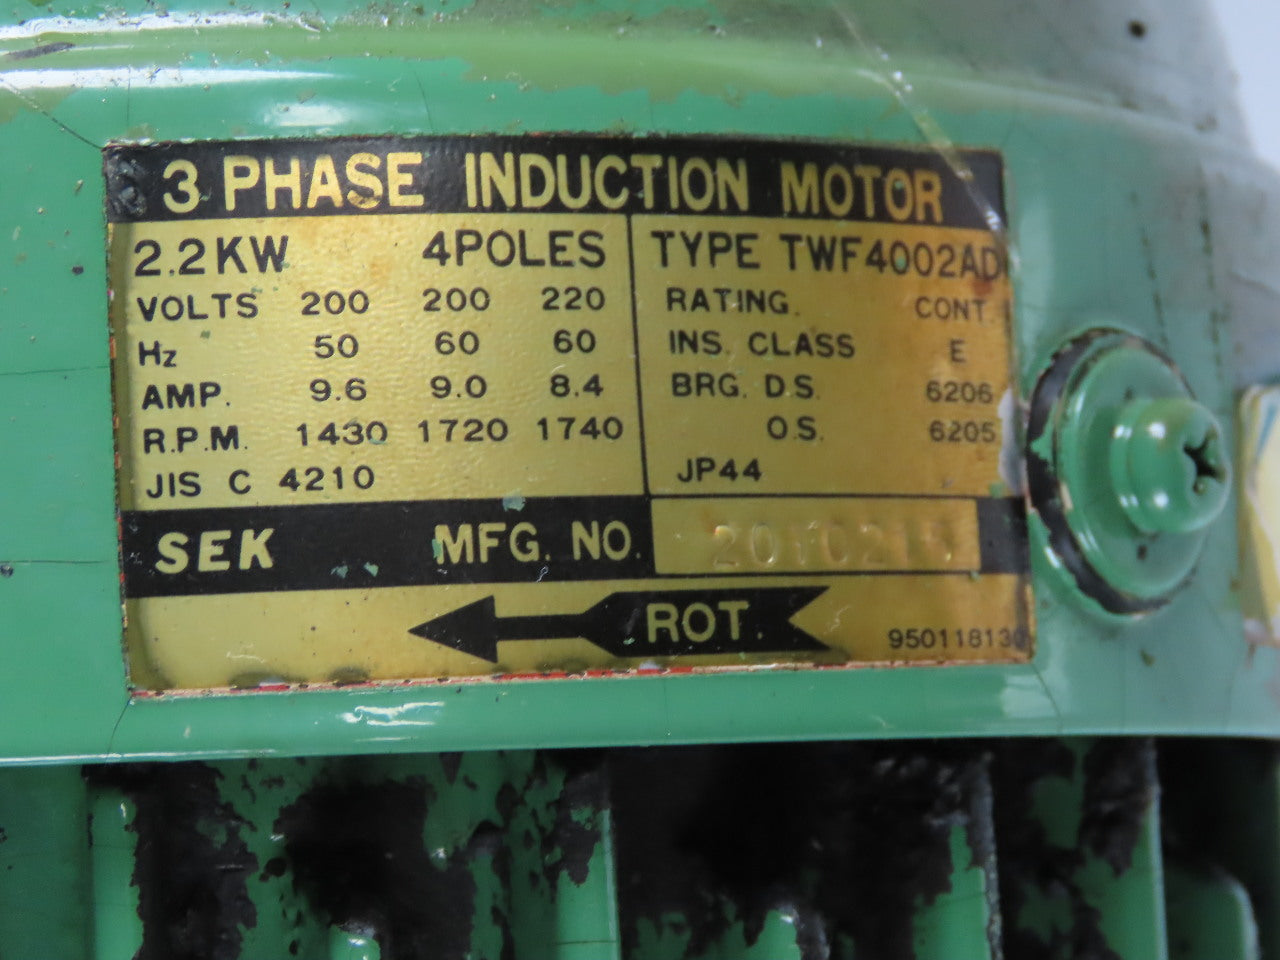 3 PHASE INDUCTION MOTOR
2.2KW 4POLES
VOLTS 200 200 220
Hz 50 60 60
AMP. 9.6 9.0 8.4
R.P.M. 1430 1720 1740
JIS C 4210
TYPE TWF4002AD
RATING. CONT.
INS. CLASS E
BRG. D.S. 6206
O.S. 6205
JP44
SEK MFG. NO.
ROT.